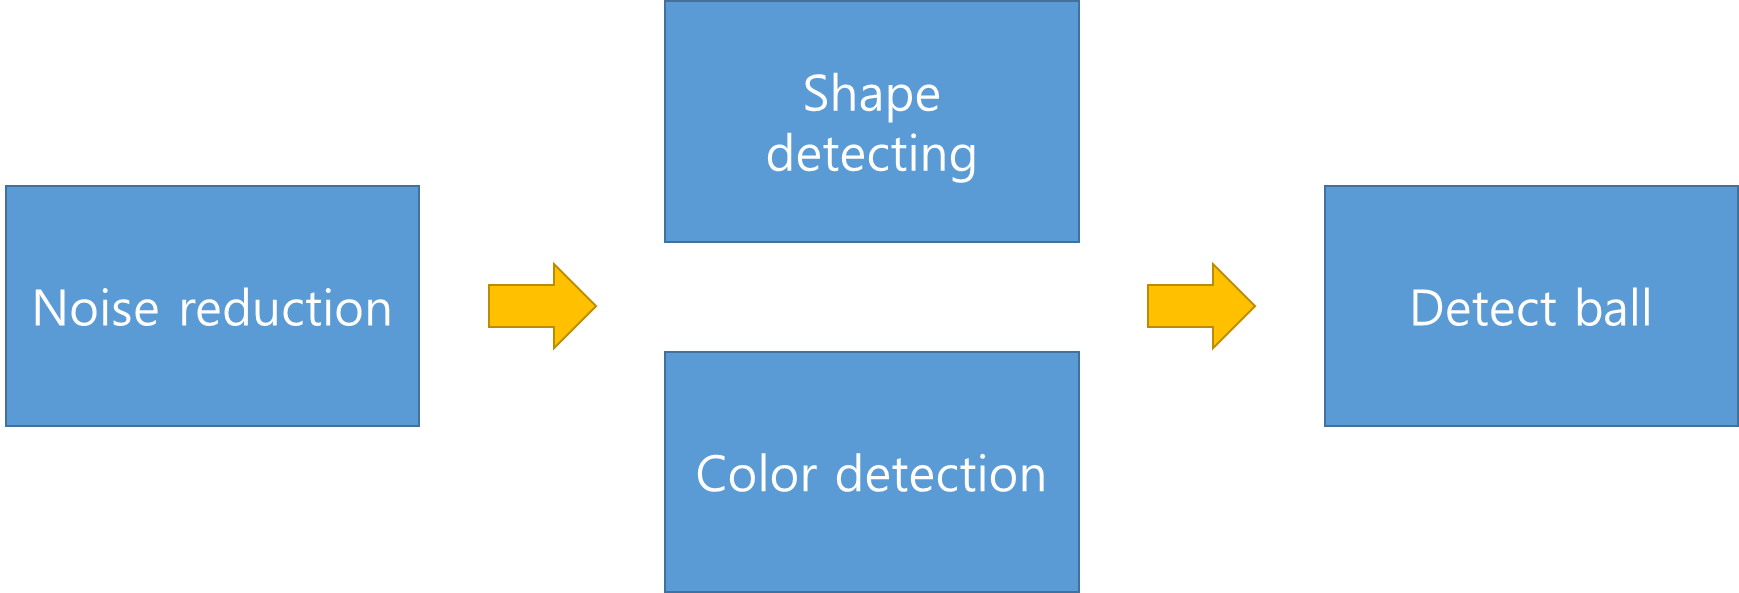 Noise reduction
Shape
detecting
Color detection
Detect ball